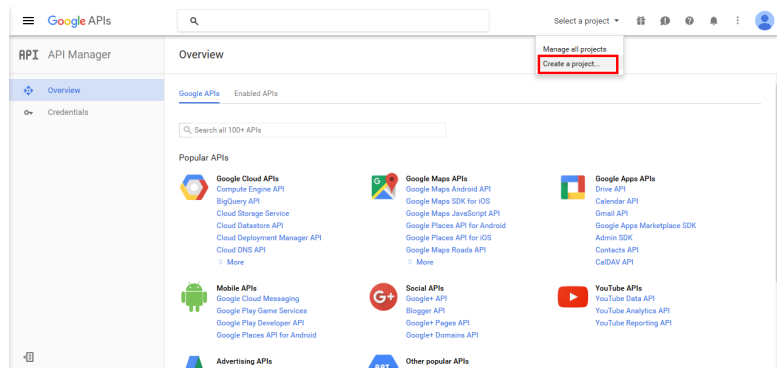 Google APIs
Select a project
API API Manager
Overview
Manage all projects
Create a project...
Overview
Credentials
Google APIs Enabled APIs
Search all 100+ APIs
Popular APIs
Google Cloud APIs
Compute Engine API
BigQuery API
Cloud Storage Service
Cloud Datastore API
Cloud Deployment Manager API
Cloud DNS API
More
Google Maps APIs
Google Maps Android API
Google Maps SDK for iOS
Google Maps JavaScript API
Google Places API for Android
Google Places API for iOS
Google Maps Roads API
More
Google Apps APIs
Drive API
Calendar API
Gmail API
Google Apps Marketplace SDK
Admin SDK
Contacts API
CalDAV API
Mobile APIs
Google Cloud Messaging
Google Play Game Services
Google Play Developer API
Google Places API for Android
G+
Social APIs
Google+ API
Blogger API
Google+ Pages API
Google+ Domains API
YouTube APIs
YouTube Data API
YouTube Analytics API
YouTube Reporting API
Advertising APIs
API
Other popular APIs